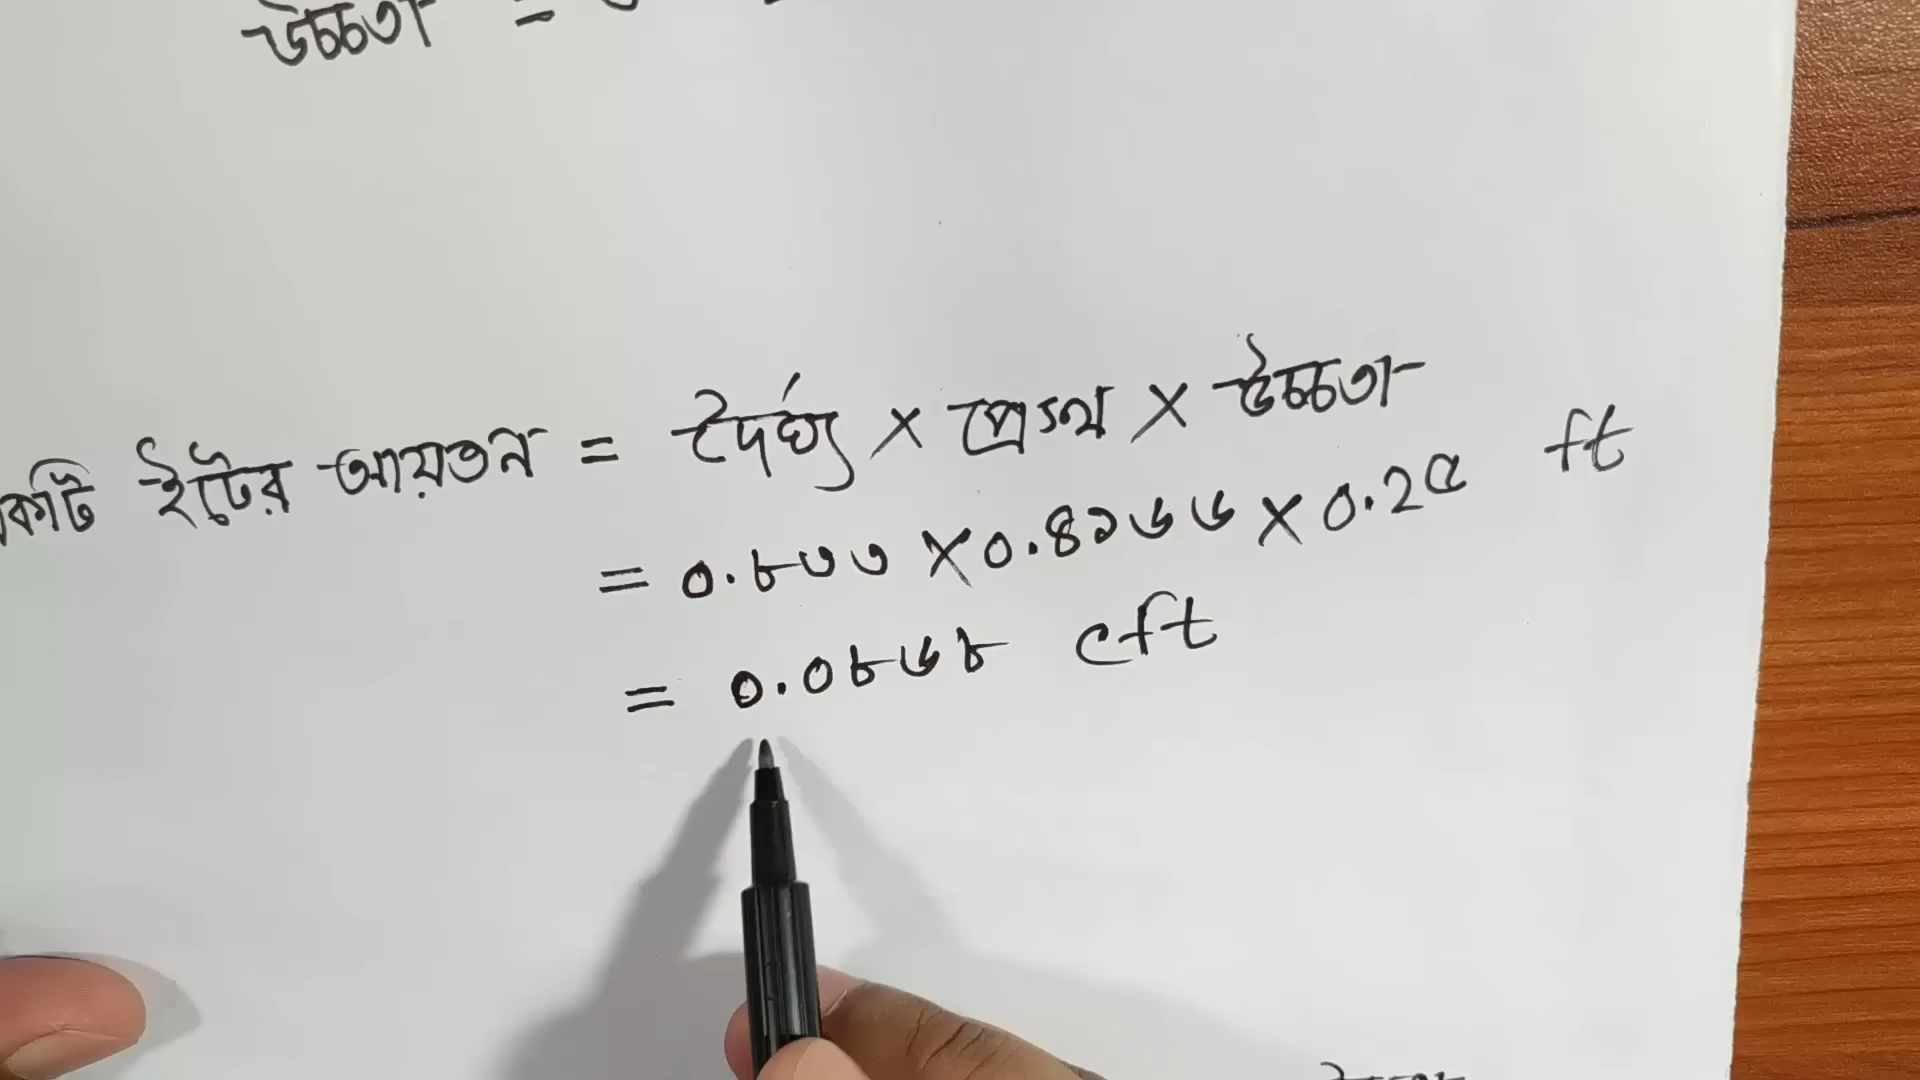 উচ্চতা =
একটি ইটের আয়তন = দৈর্ঘ্য × প্রস্থ × উচ্চতা
= ০.৮৩৩ × ০.৪১৬৬ × ০.২৫ ft
= ০.০৮৬৮ cft